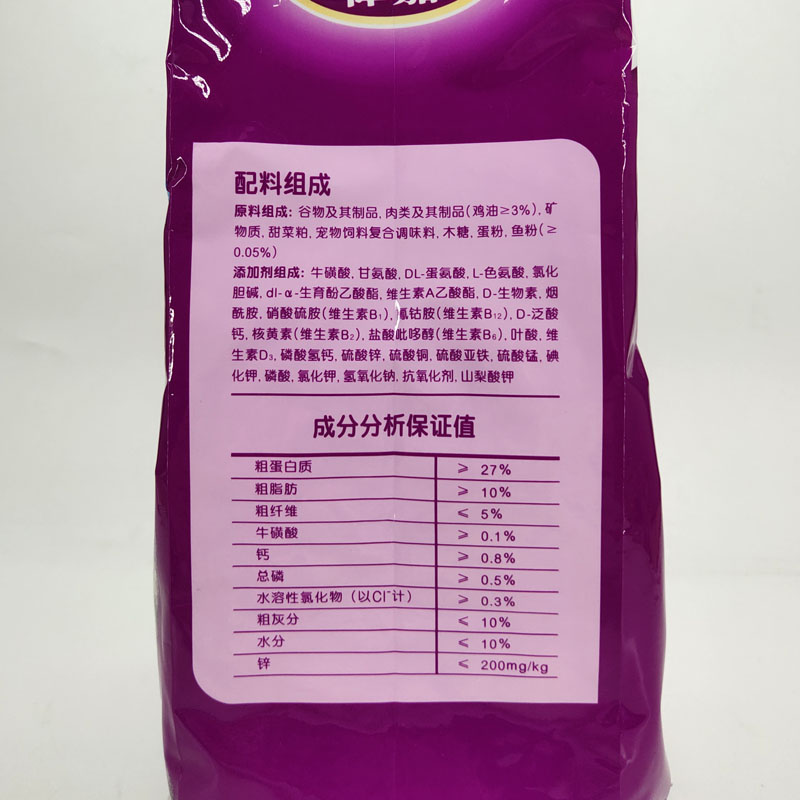 配料组成
原料组成: 谷物及其制品, 肉类及其制品(鸡油≥3%), 矿
物质, 甜菜粕, 宠物饲料复合调味料, 木糖, 蛋粉, 鱼粉(≥
0.05%)
添加剂组成: 牛磺酸, 甘氨酸, DL-蛋氨酸, L-色氨酸, 氯化
胆碱, dl-α-生育酚乙酸酯, 维生素A乙酸酯, D-生物素, 烟
酰胺, 硝酸硫胺(维生素B₁), 氰钴胺(维生素B₁₂), D-泛酸
钙, 核黄素(维生素B₂), 盐酸吡哆醇(维生素B₆), 叶酸, 维
生素D₃, 磷酸氢钙, 硫酸锌, 硫酸铜, 硫酸亚铁, 硫酸锰, 碘
化钾, 磷酸, 氯化钾, 氢氧化钠, 抗氧化剂, 山梨酸钾
成分分析保证值
粗蛋白质 ≥ 27%
粗脂肪 ≥ 10%
粗纤维 ≤ 5%
牛磺酸 ≥ 0.1%
钙 ≥ 0.8%
总磷 ≥ 0.5%
水溶性氯化物（以Cl⁻计） ≥ 0.3%
粗灰分 ≤ 10%
水分 ≤ 10%
锌 ≤ 200mg/kg